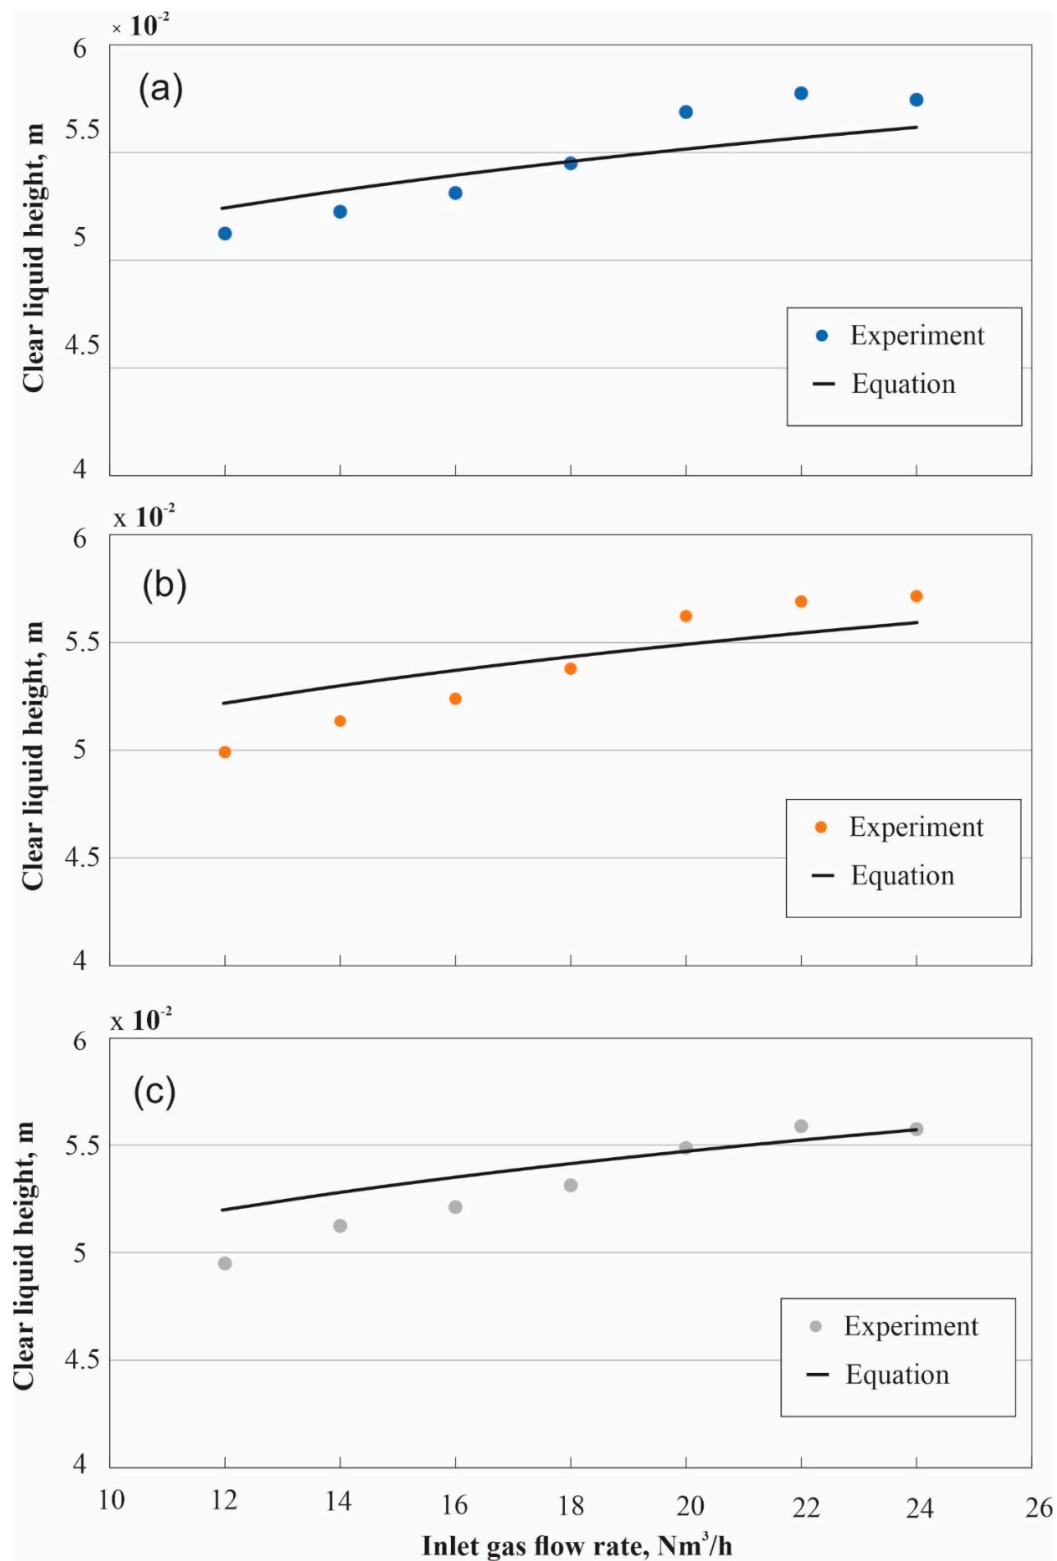 × 10⁻²
6
(a)
5.5
5
4.5
4
Clear liquid height, m
Experiment
Equation
x 10⁻²
6
(b)
5.5
5
4.5
4
Clear liquid height, m
Experiment
Equation
x 10⁻²
6
(c)
5.5
5
4.5
4
Clear liquid height, m
Experiment
Equation
10 12 14 16 18 20 22 24 26
Inlet gas flow rate, Nm³/h